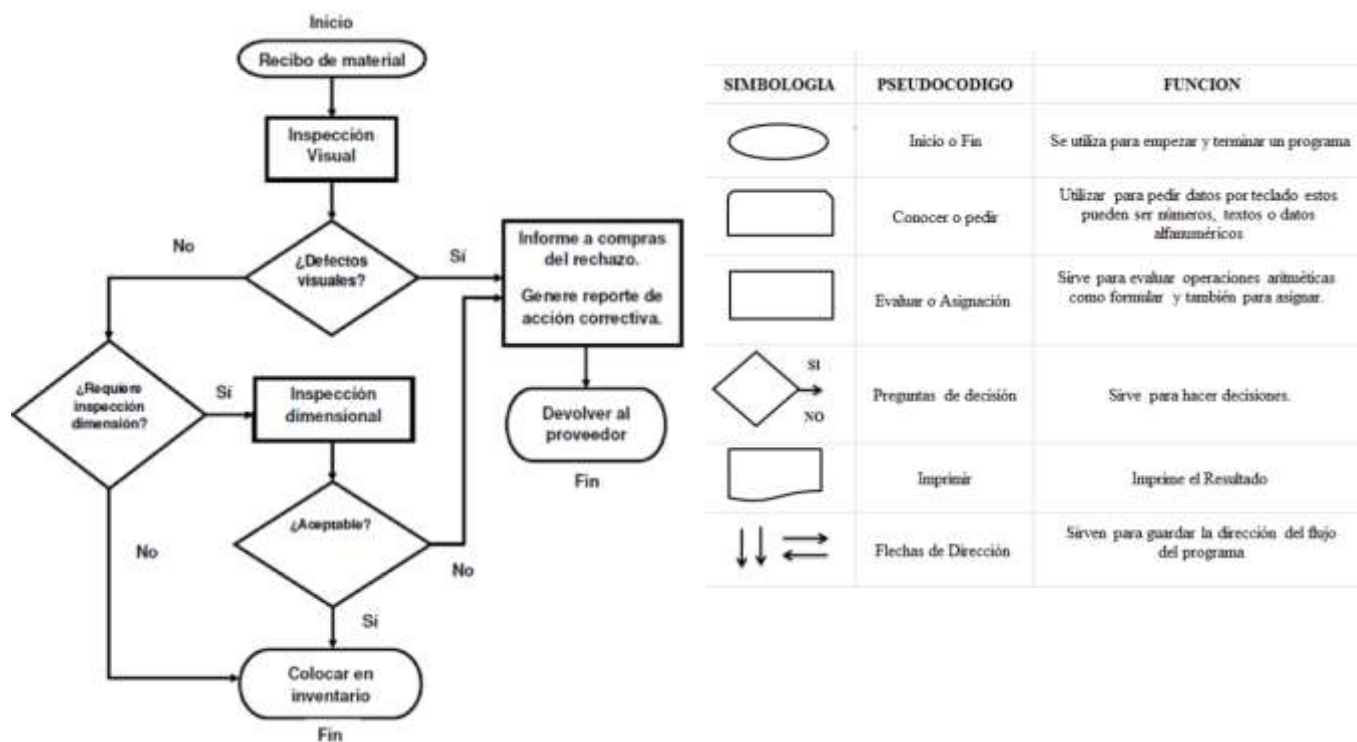 Inicio
Recibo de material
Inspección
Visual
No
¿Defectos
visuales?
Sí
Informe a compras
del rechazo.
Genere reporte de
acción correctiva.
¿Requiere
inspección
dimensión?
Sí
Inspección
dimensional
Devolver al
proveedor
Fin
¿Aceptable?
No
No
Sí
Colocar en
inventario
Fin
SIMBOLOGIA PSEUDOCODIGO FUNCION
Inicio o Fin Se utiliza para empezar y terminar un programa
Conocer o pedir
Utilizar para pedir datos por teclado estos
pueden ser números, textos o datos
alfanuméricos
Evaluar o Asignación
Sirve para evaluar operaciones aritméticas
como formular y también para asignar.
SI
NO
Preguntas de decisión Sirve para hacer decisiones.
Imprimir Imprime el Resultado
Flechas de Dirección
Sirven para guardar la dirección del flujo
del programa